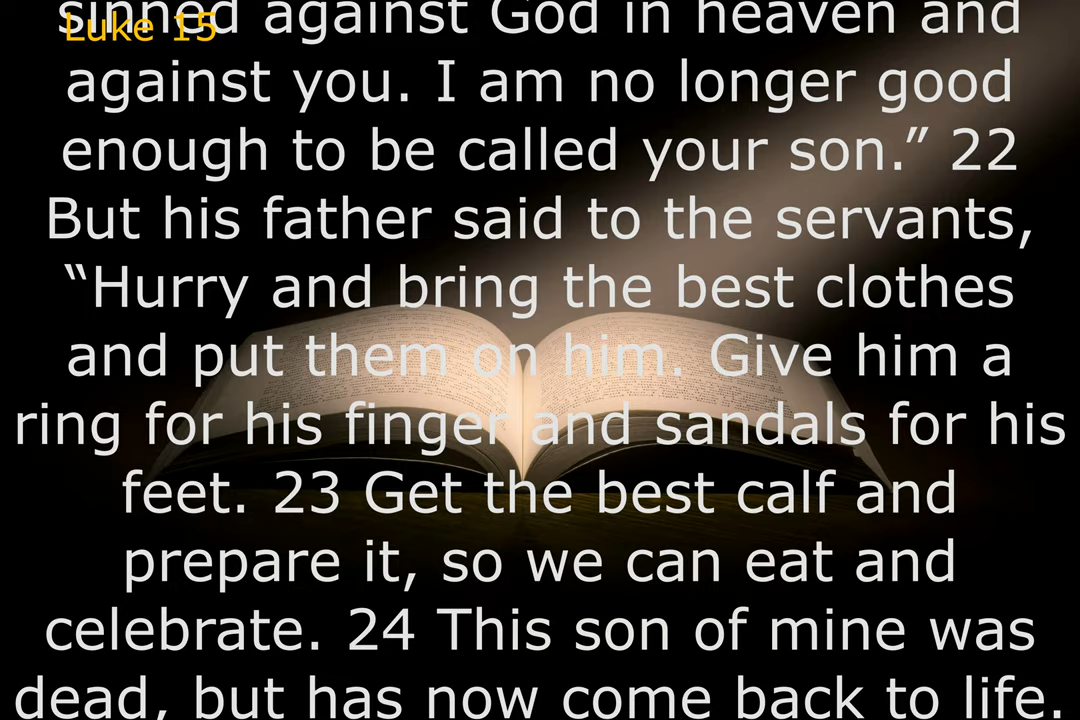 sinned against God in heaven and
Luke 15
against you. I am no longer good
enough to be called your son.” 22
But his father said to the servants,
“Hurry and bring the best clothes
and put them on him. Give him a
ring for his finger and sandals for his
feet. 23 Get the best calf and
prepare it, so we can eat and
celebrate. 24 This son of mine was
dead, but has now come back to life.